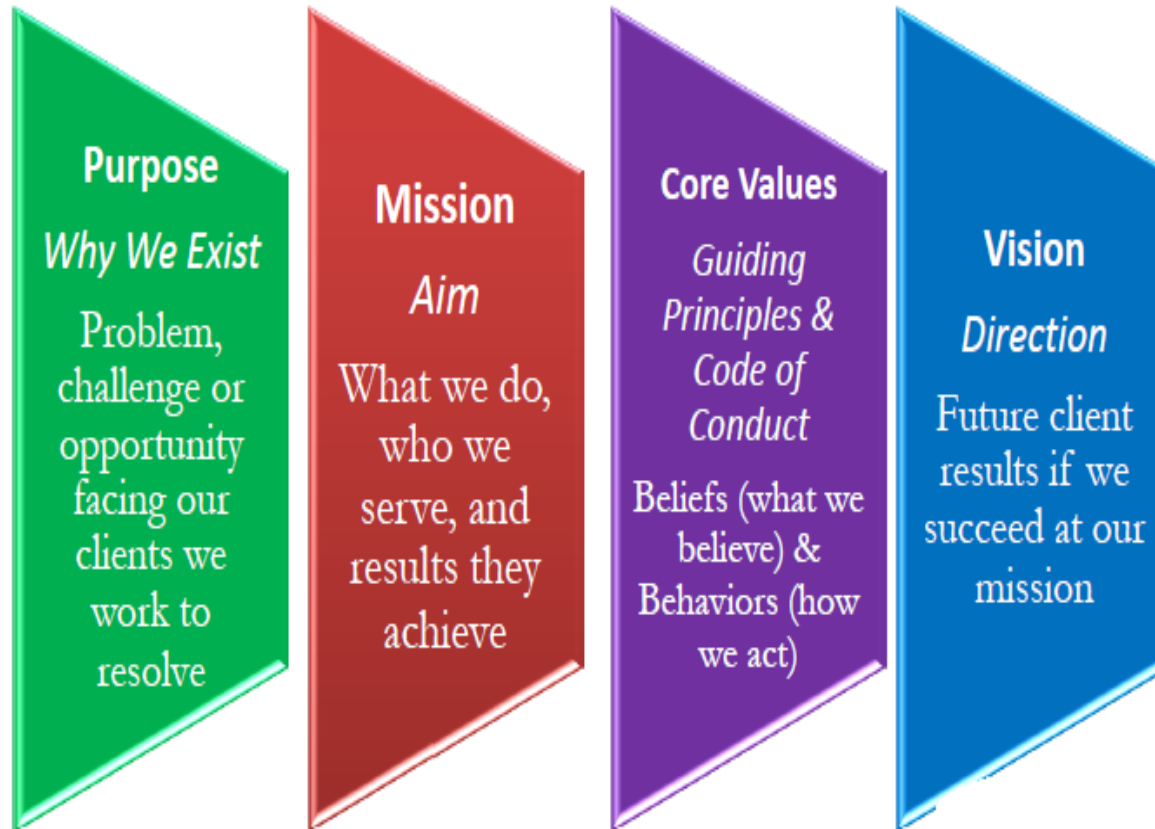 Purpose
Why We Exist
Problem,
challenge or
opportunity
facing our
clients we
work to
resolve
Mission
Aim
What we do,
who we
serve, and
results they
achieve
Core Values
Guiding
Principles &
Code of
Conduct
Beliefs (what we
believe) &
Behaviors (how
we act)
Vision
Direction
Future client
results if we
succeed at our
mission